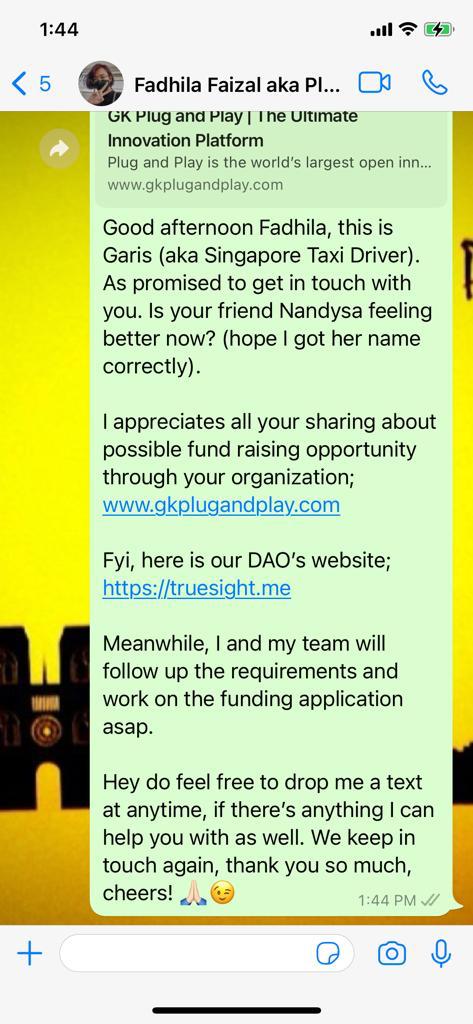 1:44
5
Fadhila Faizal aka Pl...
GK Plug and Play | The Ultimate
Innovation Platform
Plug and Play is the world's largest open inn...
www.gkplugandplay.com
Good afternoon Fadhila, this is
Garis (aka Singapore Taxi Driver).
As promised to get in touch with
you. Is your friend Nandysa feeling
better now? (hope I got her name
correctly).
I appreciates all your sharing about
possible fund raising opportunity
through your organization;
www.gkplugandplay.com
Fyi, here is our DAO's website;
https://truesight.me
Meanwhile, I and my team will
follow up the requirements and
work on the funding application
asap.
Hey do feel free to drop me a text
at anytime, if there's anything I can
help you with as well. We keep in
touch again, thank you so much,
cheers! 🙏🏻😉
1:44 PM